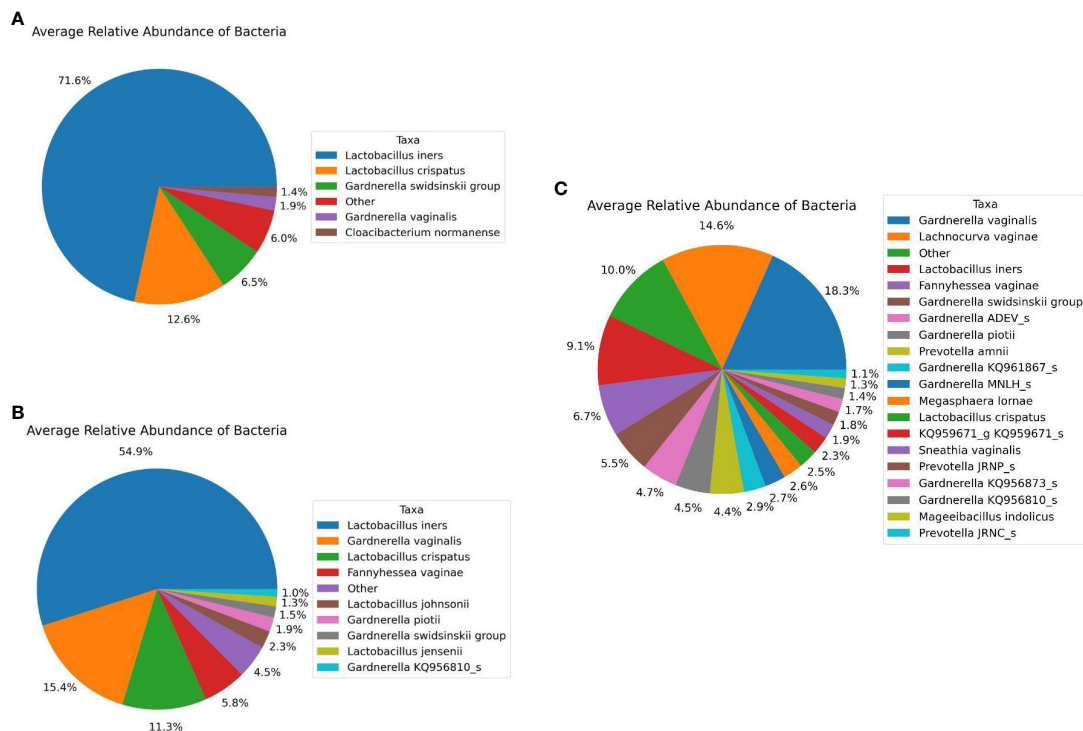 A
Average Relative Abundance of Bacteria
71.6%
12.6%
6.5%
6.0%
1.9%
1.4%
Taxa
Lactobacillus iners
Lactobacillus crispatus
Gardnerella swidsinskii group
Other
Gardnerella vaginalis
Cloacibacterium normanense
B
Average Relative Abundance of Bacteria
54.9%
15.4%
11.3%
5.8%
4.5%
2.3%
1.9%
1.5%
1.3%
1.0%
Taxa
Lactobacillus iners
Gardnerella vaginalis
Lactobacillus crispatus
Fannyhessea vaginae
Other
Lactobacillus johnsonii
Gardnerella piotii
Gardnerella swidsinskii group
Lactobacillus jensenii
Gardnerella KQ956810_s
C
Average Relative Abundance of Bacteria
18.3%
14.6%
10.0%
9.1%
6.7%
5.5%
4.7%
4.5%
4.4%
2.9%
2.7%
2.6%
2.5%
2.3%
1.9%
1.8%
1.7%
1.4%
1.3%
1.1%
Taxa
Gardnerella vaginalis
Lachnocurva vaginae
Other
Lactobacillus iners
Fannyhessea vaginae
Gardnerella swidsinskii group
Gardnerella ADEV_s
Gardnerella piotii
Prevotella amnii
Gardnerella KQ961867_s
Gardnerella MNLH_s
Megasphaera lornae
Lactobacillus crispatus
KQ959671_g KQ959671_s
Sneathia vaginalis
Prevotella JRNP_s
Gardnerella KQ956873_s
Gardnerella KQ956810_s
Mageeibacillus indolicus
Prevotella JRNC_s